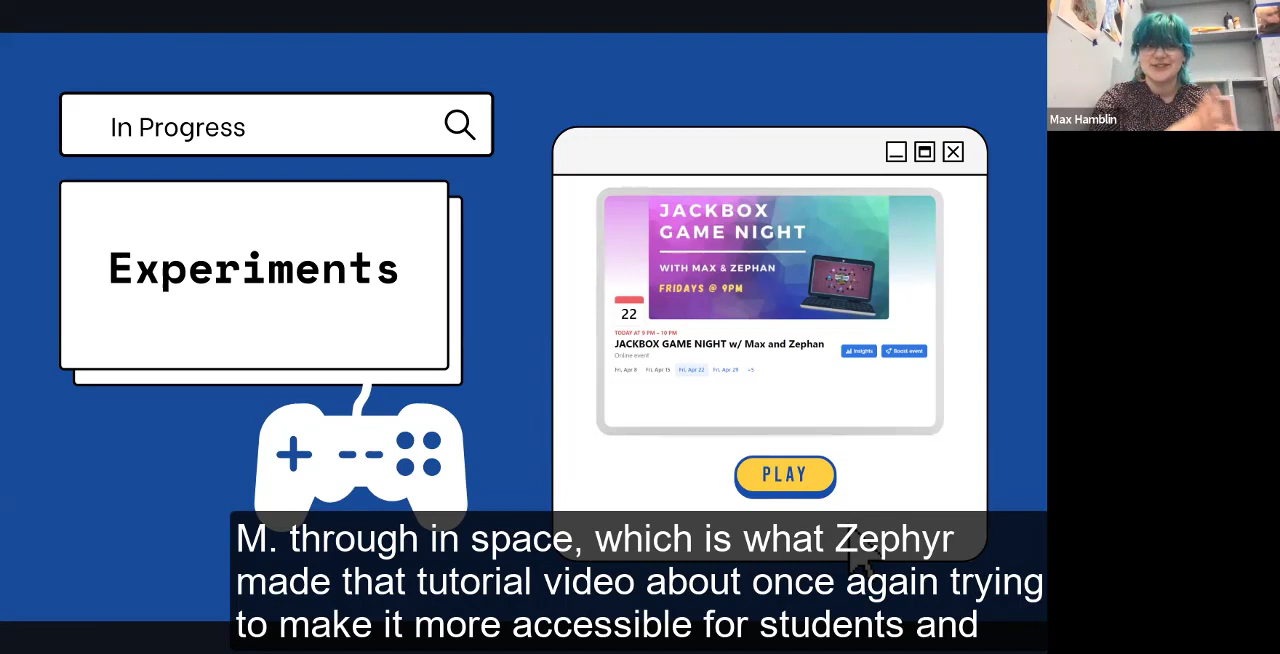 In Progress
Experiments
JACKBOX
GAME NIGHT
WITH MAX & ZEPHAN
FRIDAYS @ 9PM
22
TODAY AT 9 PM – 10 PM
JACKBOX GAME NIGHT w/ Max and Zephan
Online event
Insights
Boost event
Fri, Apr 8
Fri, Apr 15
Fri, Apr 22
Fri, Apr 29
+5
PLAY
Max Hamblin
M. through in space, which is what Zephyr
made that tutorial video about once again trying
to make it more accessible for students and